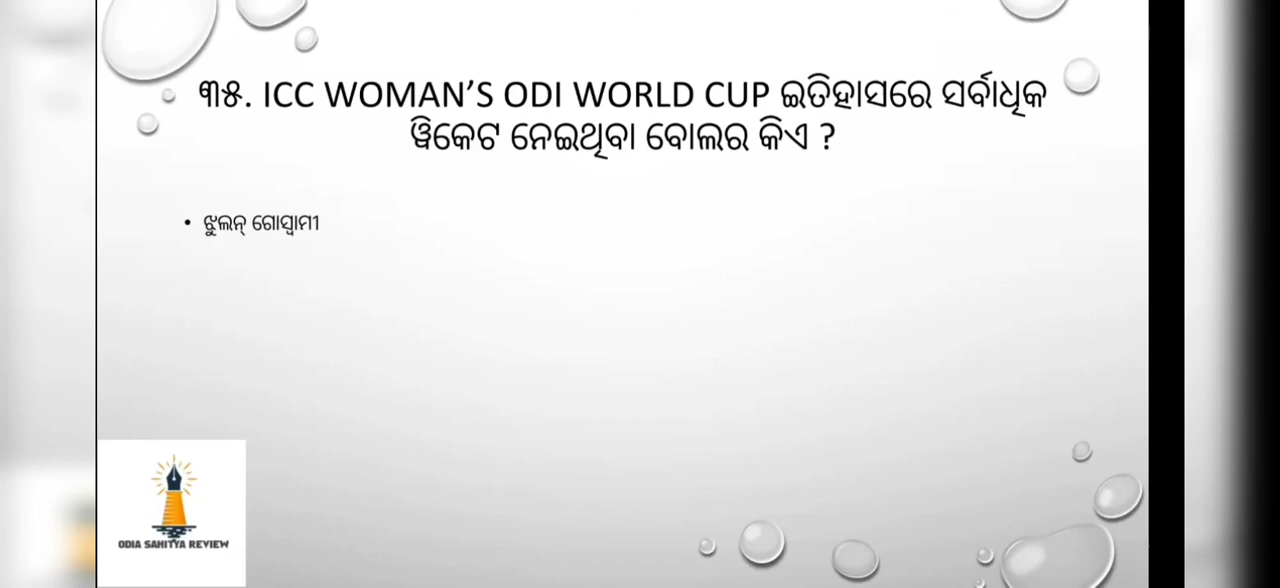 ୩୫. ICC WOMAN’S ODI WORLD CUP ଇତିହାସରେ ସର୍ବାଧିକ
ୱିକେଟ ନେଇଥିବା ବୋଲର କିଏ ?
• ଝୁଲନ୍ ଗୋସ୍ୱାମୀ
ODIA SAHITYA REVIEW